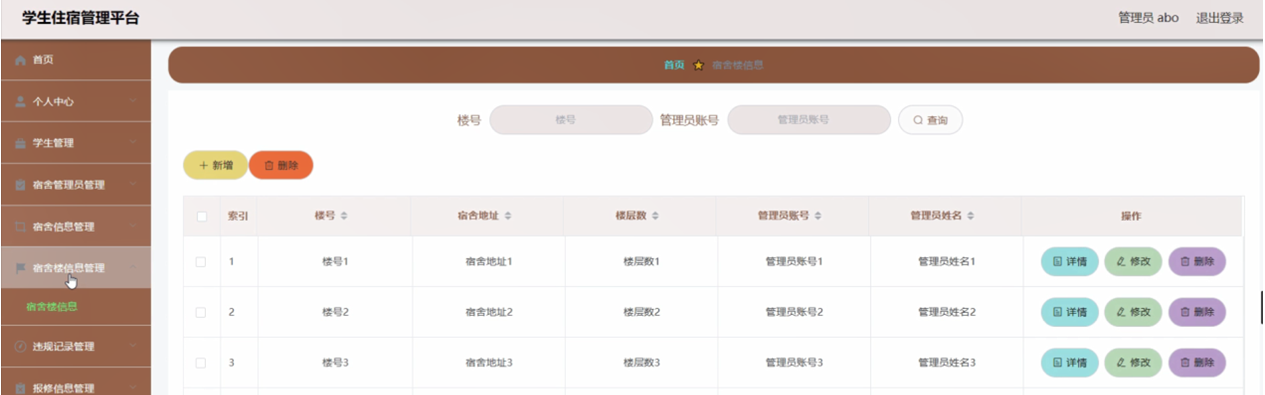 学生住宿管理平台
管理员 abo 退出登录
首页
个人中心
学生管理
宿舍管理员管理
宿舍信息管理
宿舍楼信息管理
宿舍楼信息
违规记录管理
报修信息管理
首页 宿舍楼信息
楼号 楼号 管理员账号 管理员账号 查询
新增 删除
索引 楼号 宿舍地址 楼层数 管理员账号 管理员姓名 操作
1 楼号1 宿舍地址1 楼层数1 管理员账号1 管理员姓名1 详情 修改 删除
2 楼号2 宿舍地址2 楼层数2 管理员账号2 管理员姓名2 详情 修改 删除
3 楼号3 宿舍地址3 楼层数3 管理员账号3 管理员姓名3 详情 修改 删除